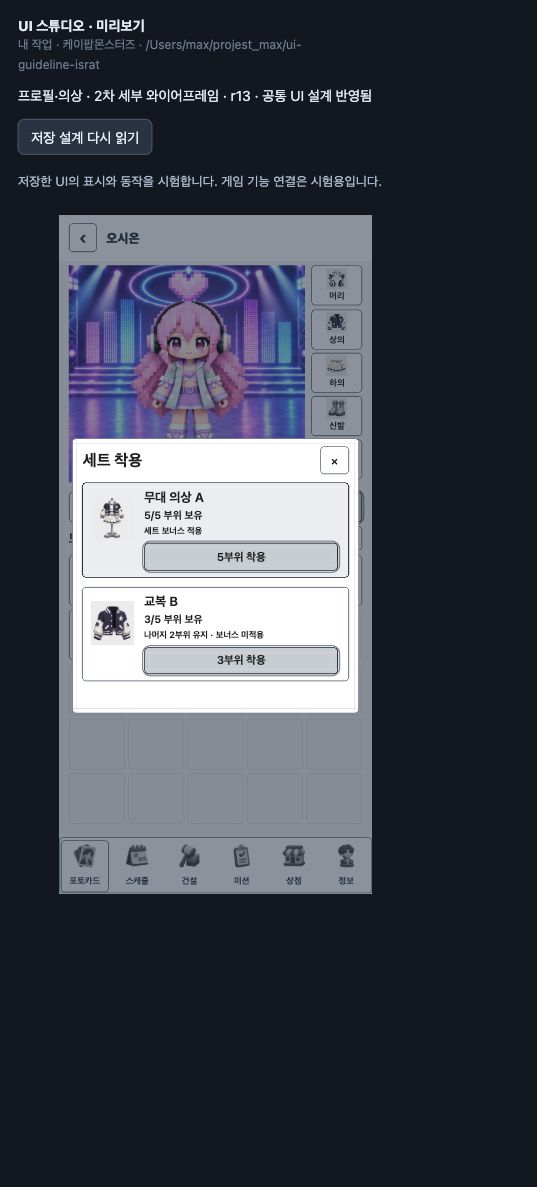 UI 스튜디오 · 미리보기
내 작업 · 케이팝몬스터즈 · /Users/max/projest_max/ui-
guideline-israt
프로필·의상 · 2차 세부 와이어프레임 · r13 · 공통 UI 설계 반영됨
저장 설계 다시 읽기
저장한 UI의 표시와 동작을 시험합니다. 게임 기능 연결은 시험용입니다.
‹ 오시온
머리
상의
하의
신발
세트 착용 ×
무대 의상 A
5/5 부위 보유
세트 보너스 적용
5부위 착용
교복 B
3/5 부위 보유
나머지 2부위 유지 · 보너스 미적용
3부위 착용
포토카드 스케줄 건설 미션 상점 정보